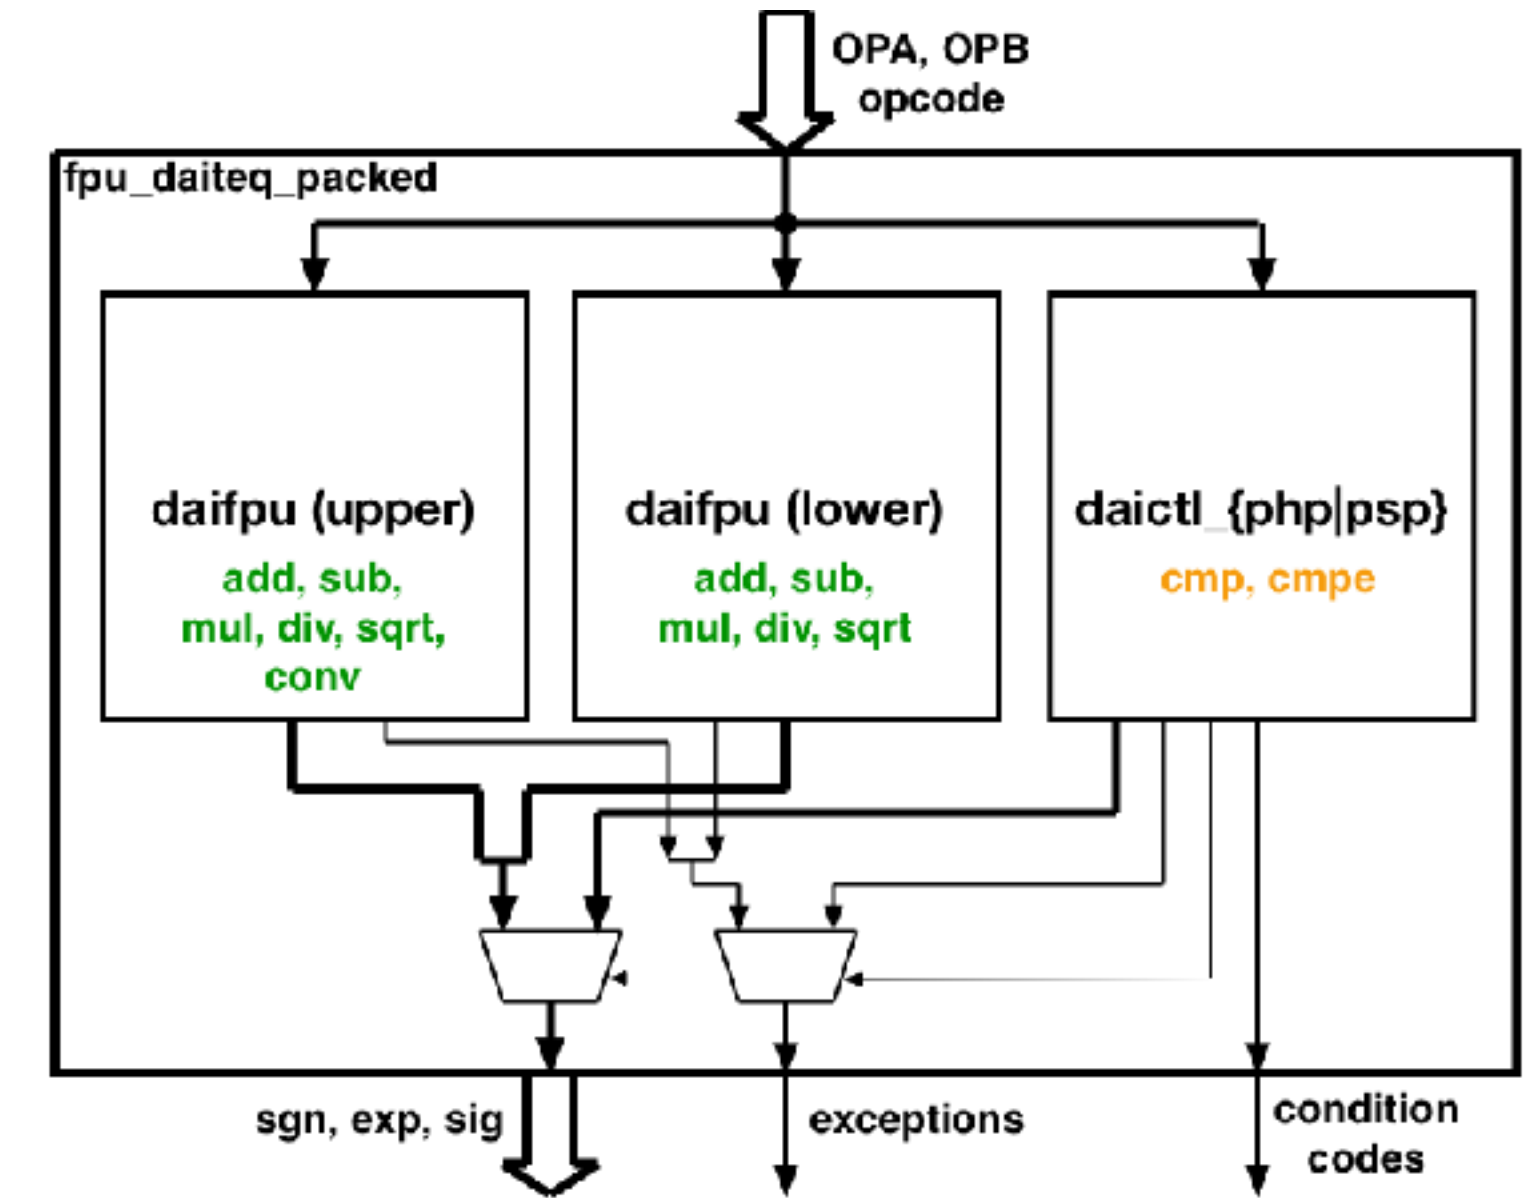 OPA, OPB
opcode
fpu_daiteq_packed
daifpu (upper)
add, sub,
mul, div, sqrt,
conv
daifpu (lower)
add, sub,
mul, div, sqrt
daictl_{php|psp}
cmp, cmpe
sgn, exp, sig
exceptions
condition
codes